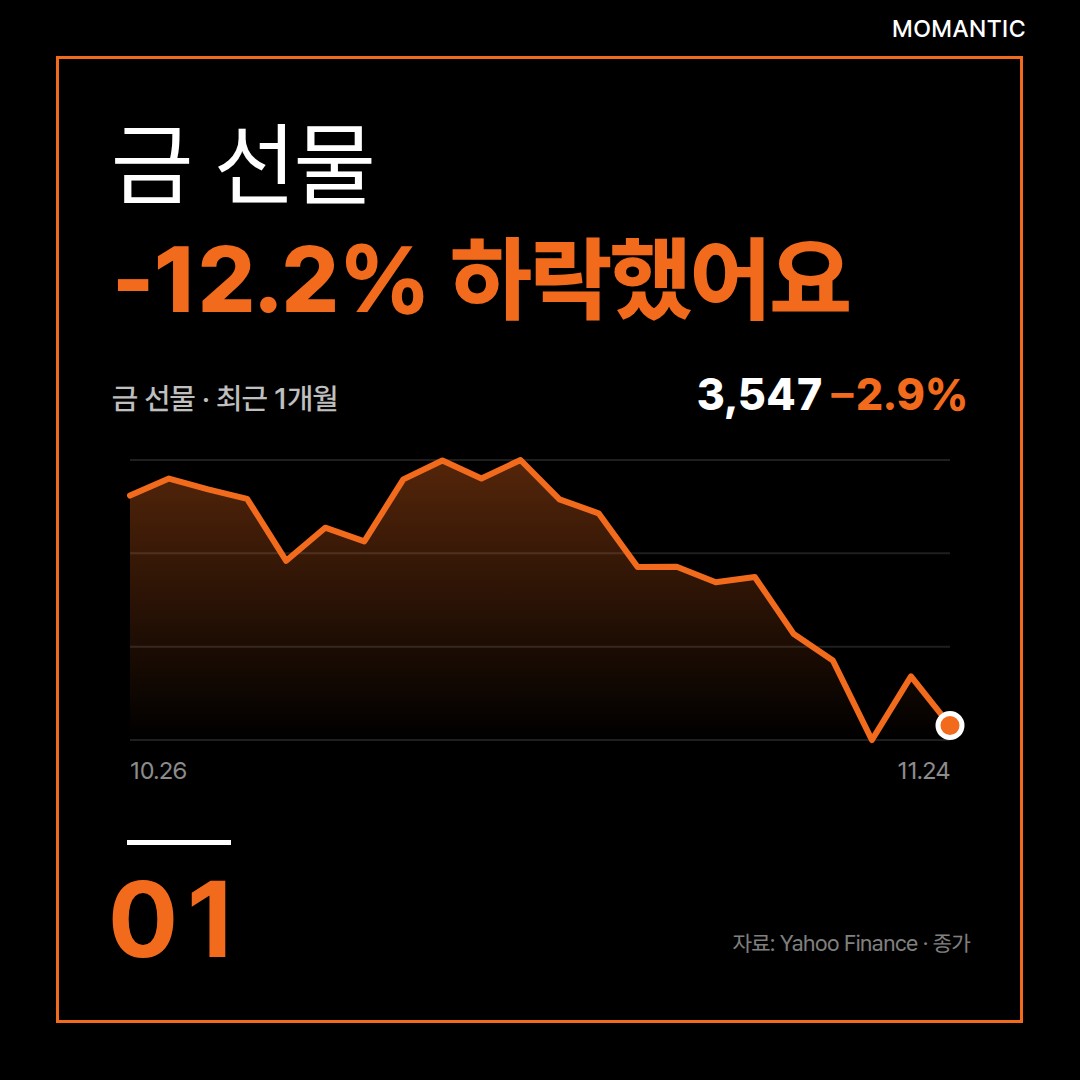 MOMANTIC
금 선물
-12.2% 하락했어요
금 선물 · 최근 1개월
3,547 −2.9%
10.26
11.24
01
자료: Yahoo Finance · 종가